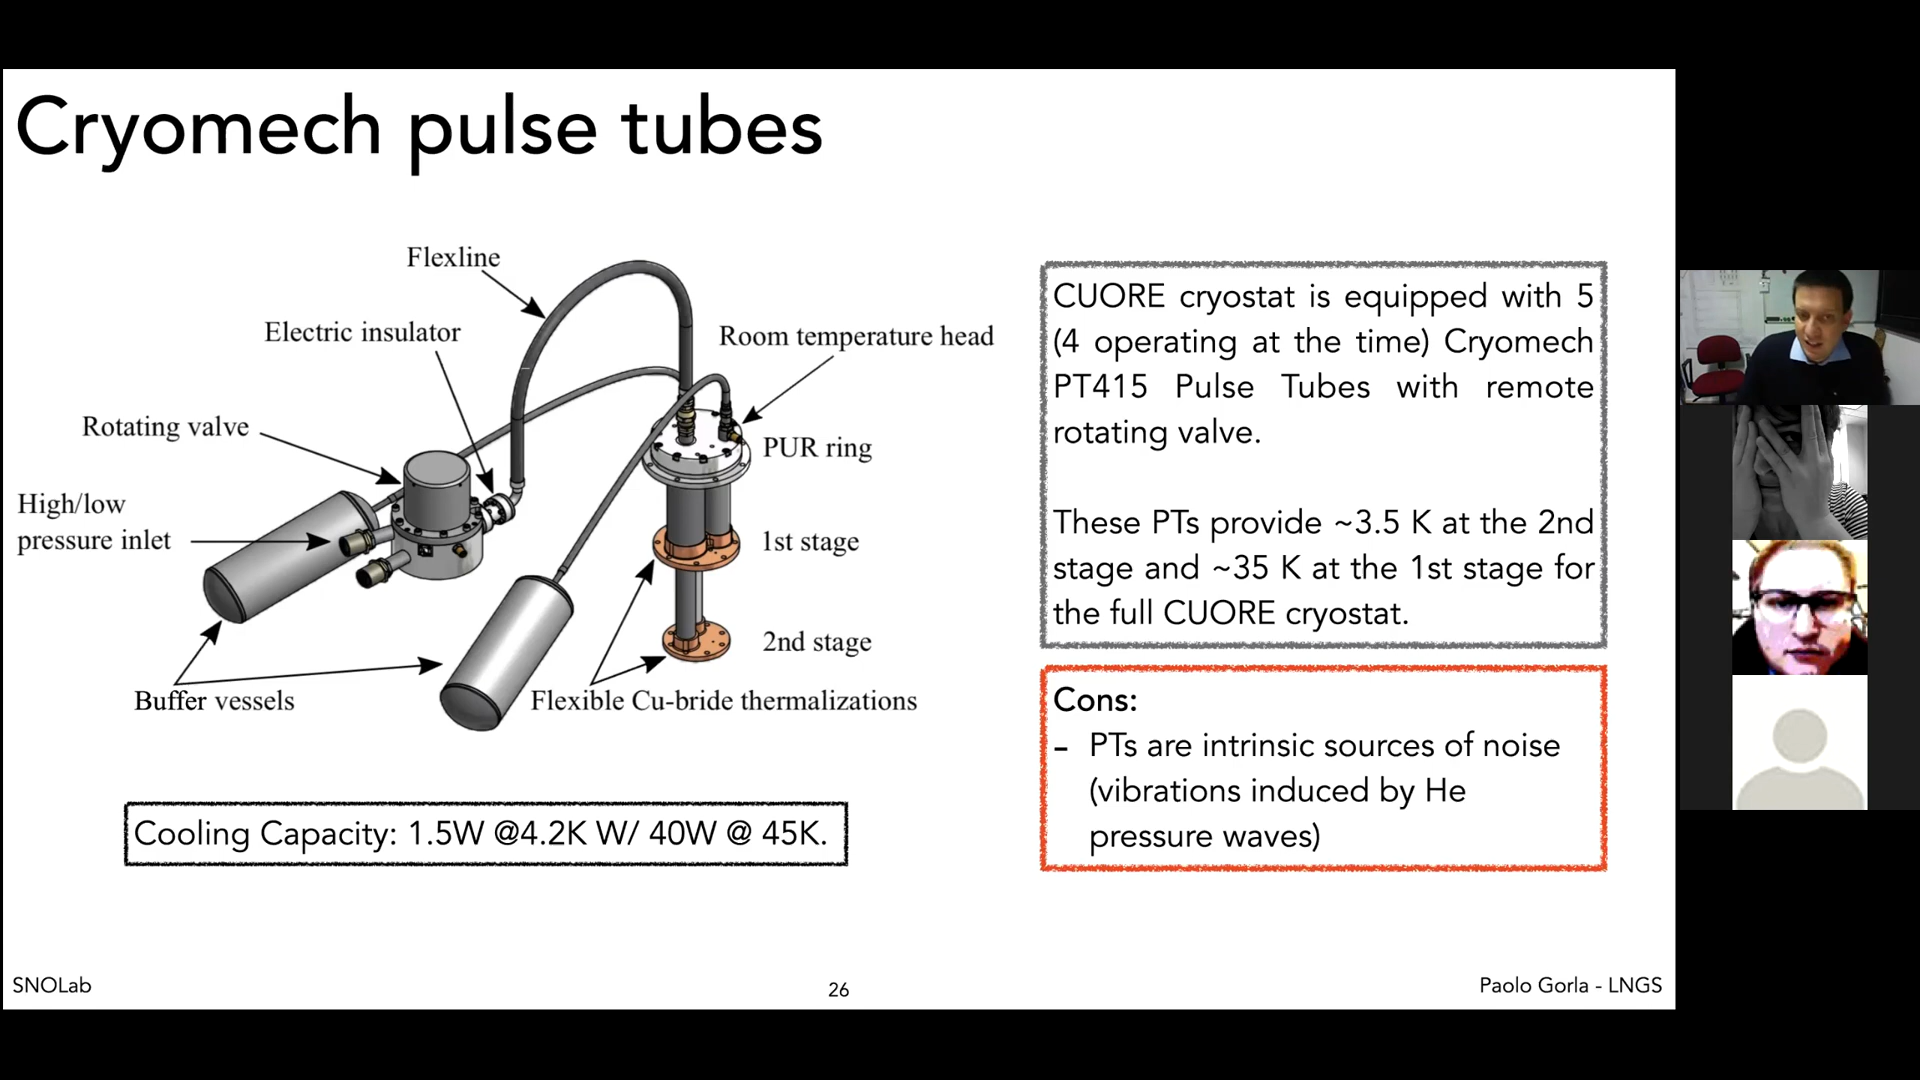 Cryomech pulse tubes
Flexline
Electric insulator
Room temperature head
Rotating valve
PUR ring
High/low
pressure inlet
1st stage
2nd stage
Buffer vessels
Flexible Cu-bride thermalizations
Cooling Capacity: 1.5W @4.2K W/ 40W @ 45K.
CUORE cryostat is equipped with 5
(4 operating at the time) Cryomech
PT415 Pulse Tubes with remote
rotating valve.
These PTs provide ~3.5 K at the 2nd
stage and ~35 K at the 1st stage for
the full CUORE cryostat.
Cons:
– PTs are intrinsic sources of noise
(vibrations induced by He
pressure waves)
SNOLab
26
Paolo Gorla - LNGS